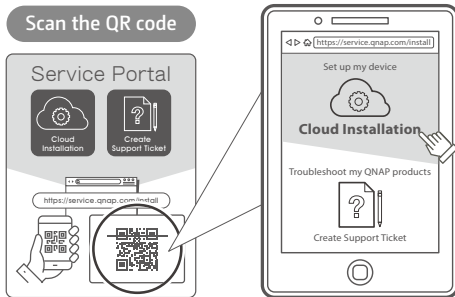 Scan the QR code
Service Portal
Cloud
Installation
Create
Support Ticket
https://service.qnap.com/install
https://service.qnap.com/install
Set up my device
Cloud Installation
Troubleshoot my QNAP products
Create Support Ticket